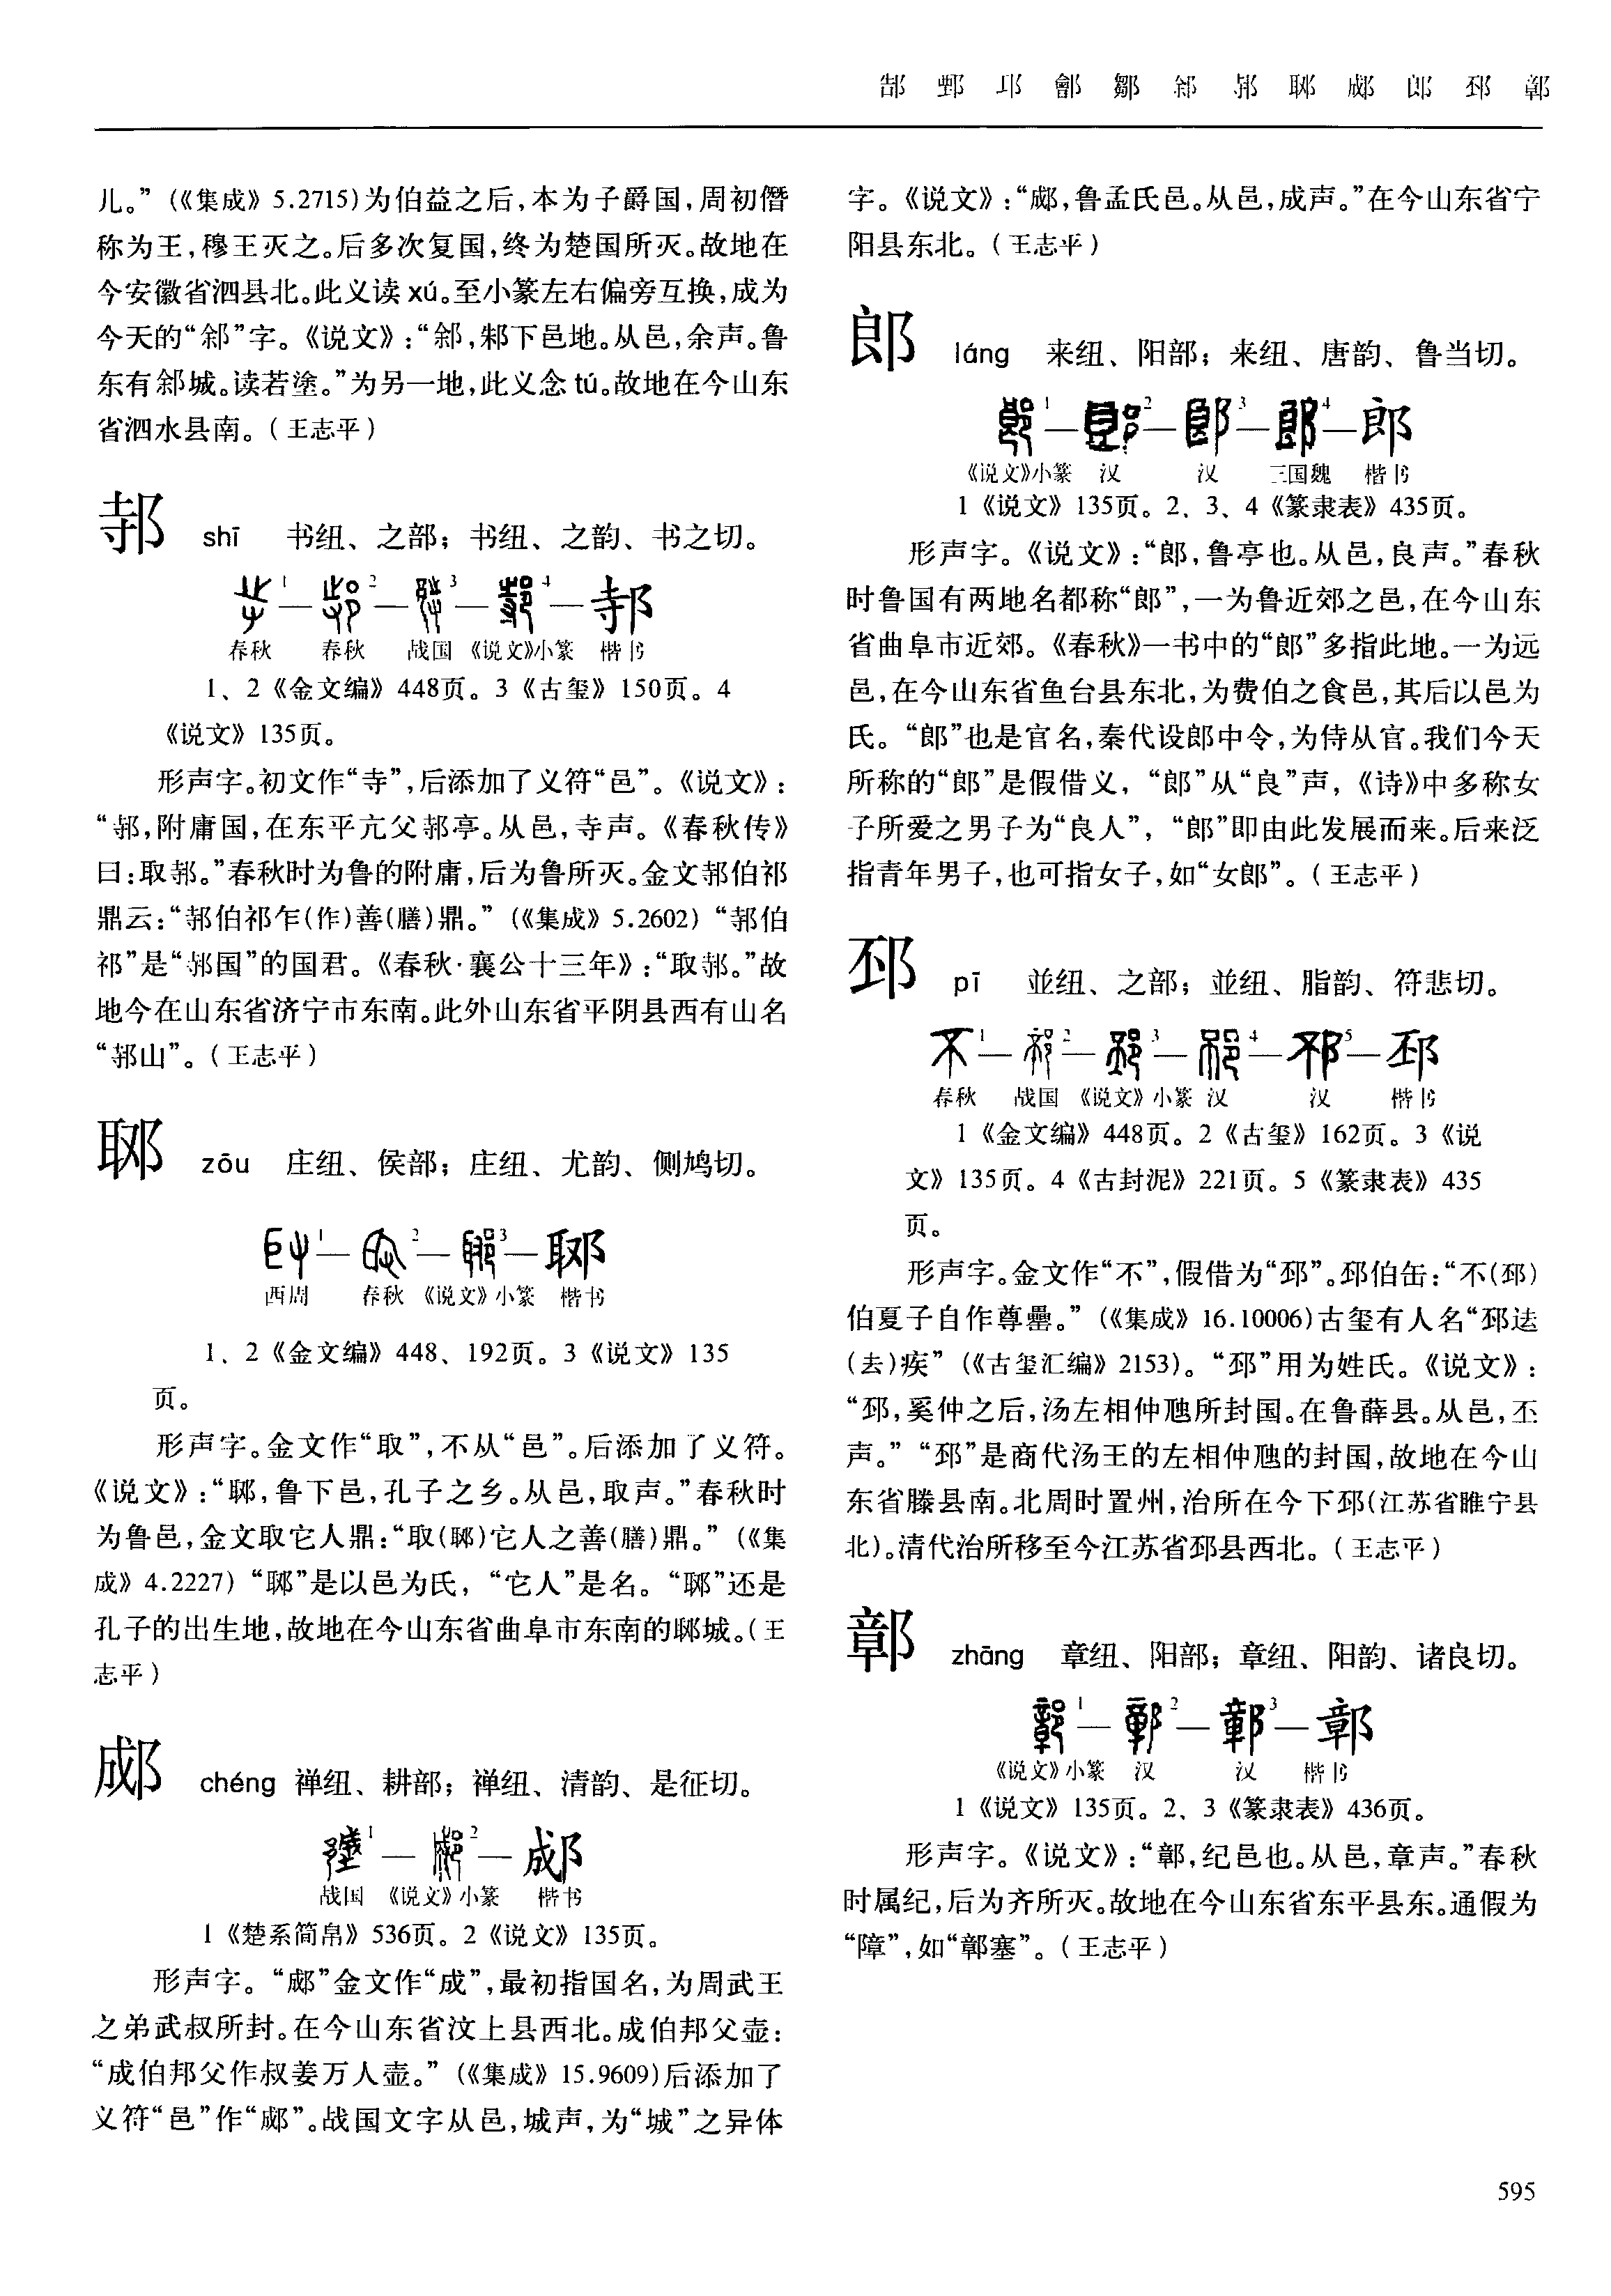 郜 鄄 邛 鄶 鄒 䣄 邿 郰 郕 郎 邳 鄣
儿。”(《集成》5.2715)为伯益之后,本为子爵国,周初僭
称为王,穆王灭之。后多次复国,终为楚国所灭。故地在
今安徽省泗县北。此义读xú。至小篆左右偏旁互换,成为
今天的“䣄”字。《说文》:“䣄,邾下邑地。从邑,余声。鲁
东有䣄城。读若塗。”为另一地,此义念tú。故地在今山东
省泗水县南。(王志平)
邿 shī 书纽、之部;书纽、之韵、书之切。
1—2—3—4—邿
春秋 春秋 战国 《说文》小篆 楷书
1、2《金文编》448页。3《古玺》150页。4
《说文》135页。
形声字。初文作“寺”,后添加了义符“邑”。《说文》:
“邿,附庸国,在东平亢父邿亭。从邑,寺声。《春秋传》
曰:取邿。”春秋时为鲁的附庸,后为鲁所灭。金文邿伯祁
鼎云:“邿伯祁乍(作)善(膳)鼎。”(《集成》5.2602)“邿伯
祁”是“邿国”的国君。《春秋·襄公十三年》:“取邿。”故
地今在山东省济宁市东南。此外山东省平阴县西有山名
“邿山”。(王志平)
郰 zōu 庄纽、侯部;庄纽、尤韵、侧鸠切。
1—2—3—郰
西周 春秋 《说文》小篆 楷书
1、2《金文编》448、192页。3《说文》135
页。
形声字。金文作“取”,不从“邑”。后添加了义符。
《说文》:“郰,鲁下邑,孔子之乡。从邑,取声。”春秋时
为鲁邑,金文取它人鼎:“取(郰)它人之善(膳)鼎。”(《集
成》4.2227)“郰”是以邑为氏,“它人”是名。“郰”还是
孔子的出生地,故地在今山东省曲阜市东南的郰城。(王
志平)
郕 chéng 禅纽、耕部;禅纽、清韵、是征切。
1—2—郕
战国 《说文》小篆 楷书
1《楚系简帛》536页。2《说文》135页。
形声字。“郕”金文作“成”,最初指国名,为周武王
之弟武叔所封。在今山东省汶上县西北。成伯邦父壶:
“成伯邦父作叔姜万人壶。”(《集成》15.9609)后添加了
义符“邑”作“郕”。战国文字从邑,城声,为“城”之异体
字。《说文》:“郕,鲁孟氏邑。从邑,成声。”在今山东省宁
阳县东北。(王志平)
郎 láng 来纽、阳部;来纽、唐韵、鲁当切。
1—2—3—4—郎
《说文》小篆 汉 汉 三国魏 楷书
1《说文》135页。2、3、4《篆隶表》435页。
形声字。《说文》:“郎,鲁亭也。从邑,良声。”春秋
时鲁国有两地名都称“郎”,一为鲁近郊之邑,在今山东
省曲阜市近郊。《春秋》一书中的“郎”多指此地。一为远
邑,在今山东省鱼台县东北,为费伯之食邑,其后以邑为
氏。“郎”也是官名,秦代设郎中令,为侍从官。我们今天
所称的“郎”是假借义,“郎”从“良”声,《诗》中多称女
子所爱之男子为“良人”,“郎”即由此发展而来。后来泛
指青年男子,也可指女子,如“女郎”。(王志平)
邳 pī 並纽、之部;並纽、脂韵、符悲切。
1—2—3—4—5—邳
春秋 战国 《说文》小篆 汉 汉 楷书
1《金文编》448页。2《古玺》162页。3《说
文》135页。4《古封泥》221页。5《篆隶表》435
页。
形声字。金文作“不”,假借为“邳”。邳伯缶:“不(邳)
伯夏子自作尊罍。”(《集成》16.10006)古玺有人名“邳迲
(去)疾”(《古玺汇编》2153)。“邳”用为姓氏。《说文》:
“邳,奚仲之后,汤左相仲虺所封国。在鲁薛县。从邑,丕
声。”“邳”是商代汤王的左相仲虺的封国,故地在今山
东省滕县南。北周时置州,治所在今下邳(江苏省睢宁县
北)。清代治所移至今江苏省邳县西北。(王志平)
鄣 zhāng 章纽、阳部;章纽、阳韵、诸良切。
1—2—3—鄣
《说文》小篆 汉 汉 楷书
1《说文》135页。2、3《篆隶表》436页。
形声字。《说文》:“鄣,纪邑也。从邑,章声。”春秋
时属纪,后为齐所灭。故地在今山东省东平县东。通假为
“障”,如“鄣塞”。(王志平)
595